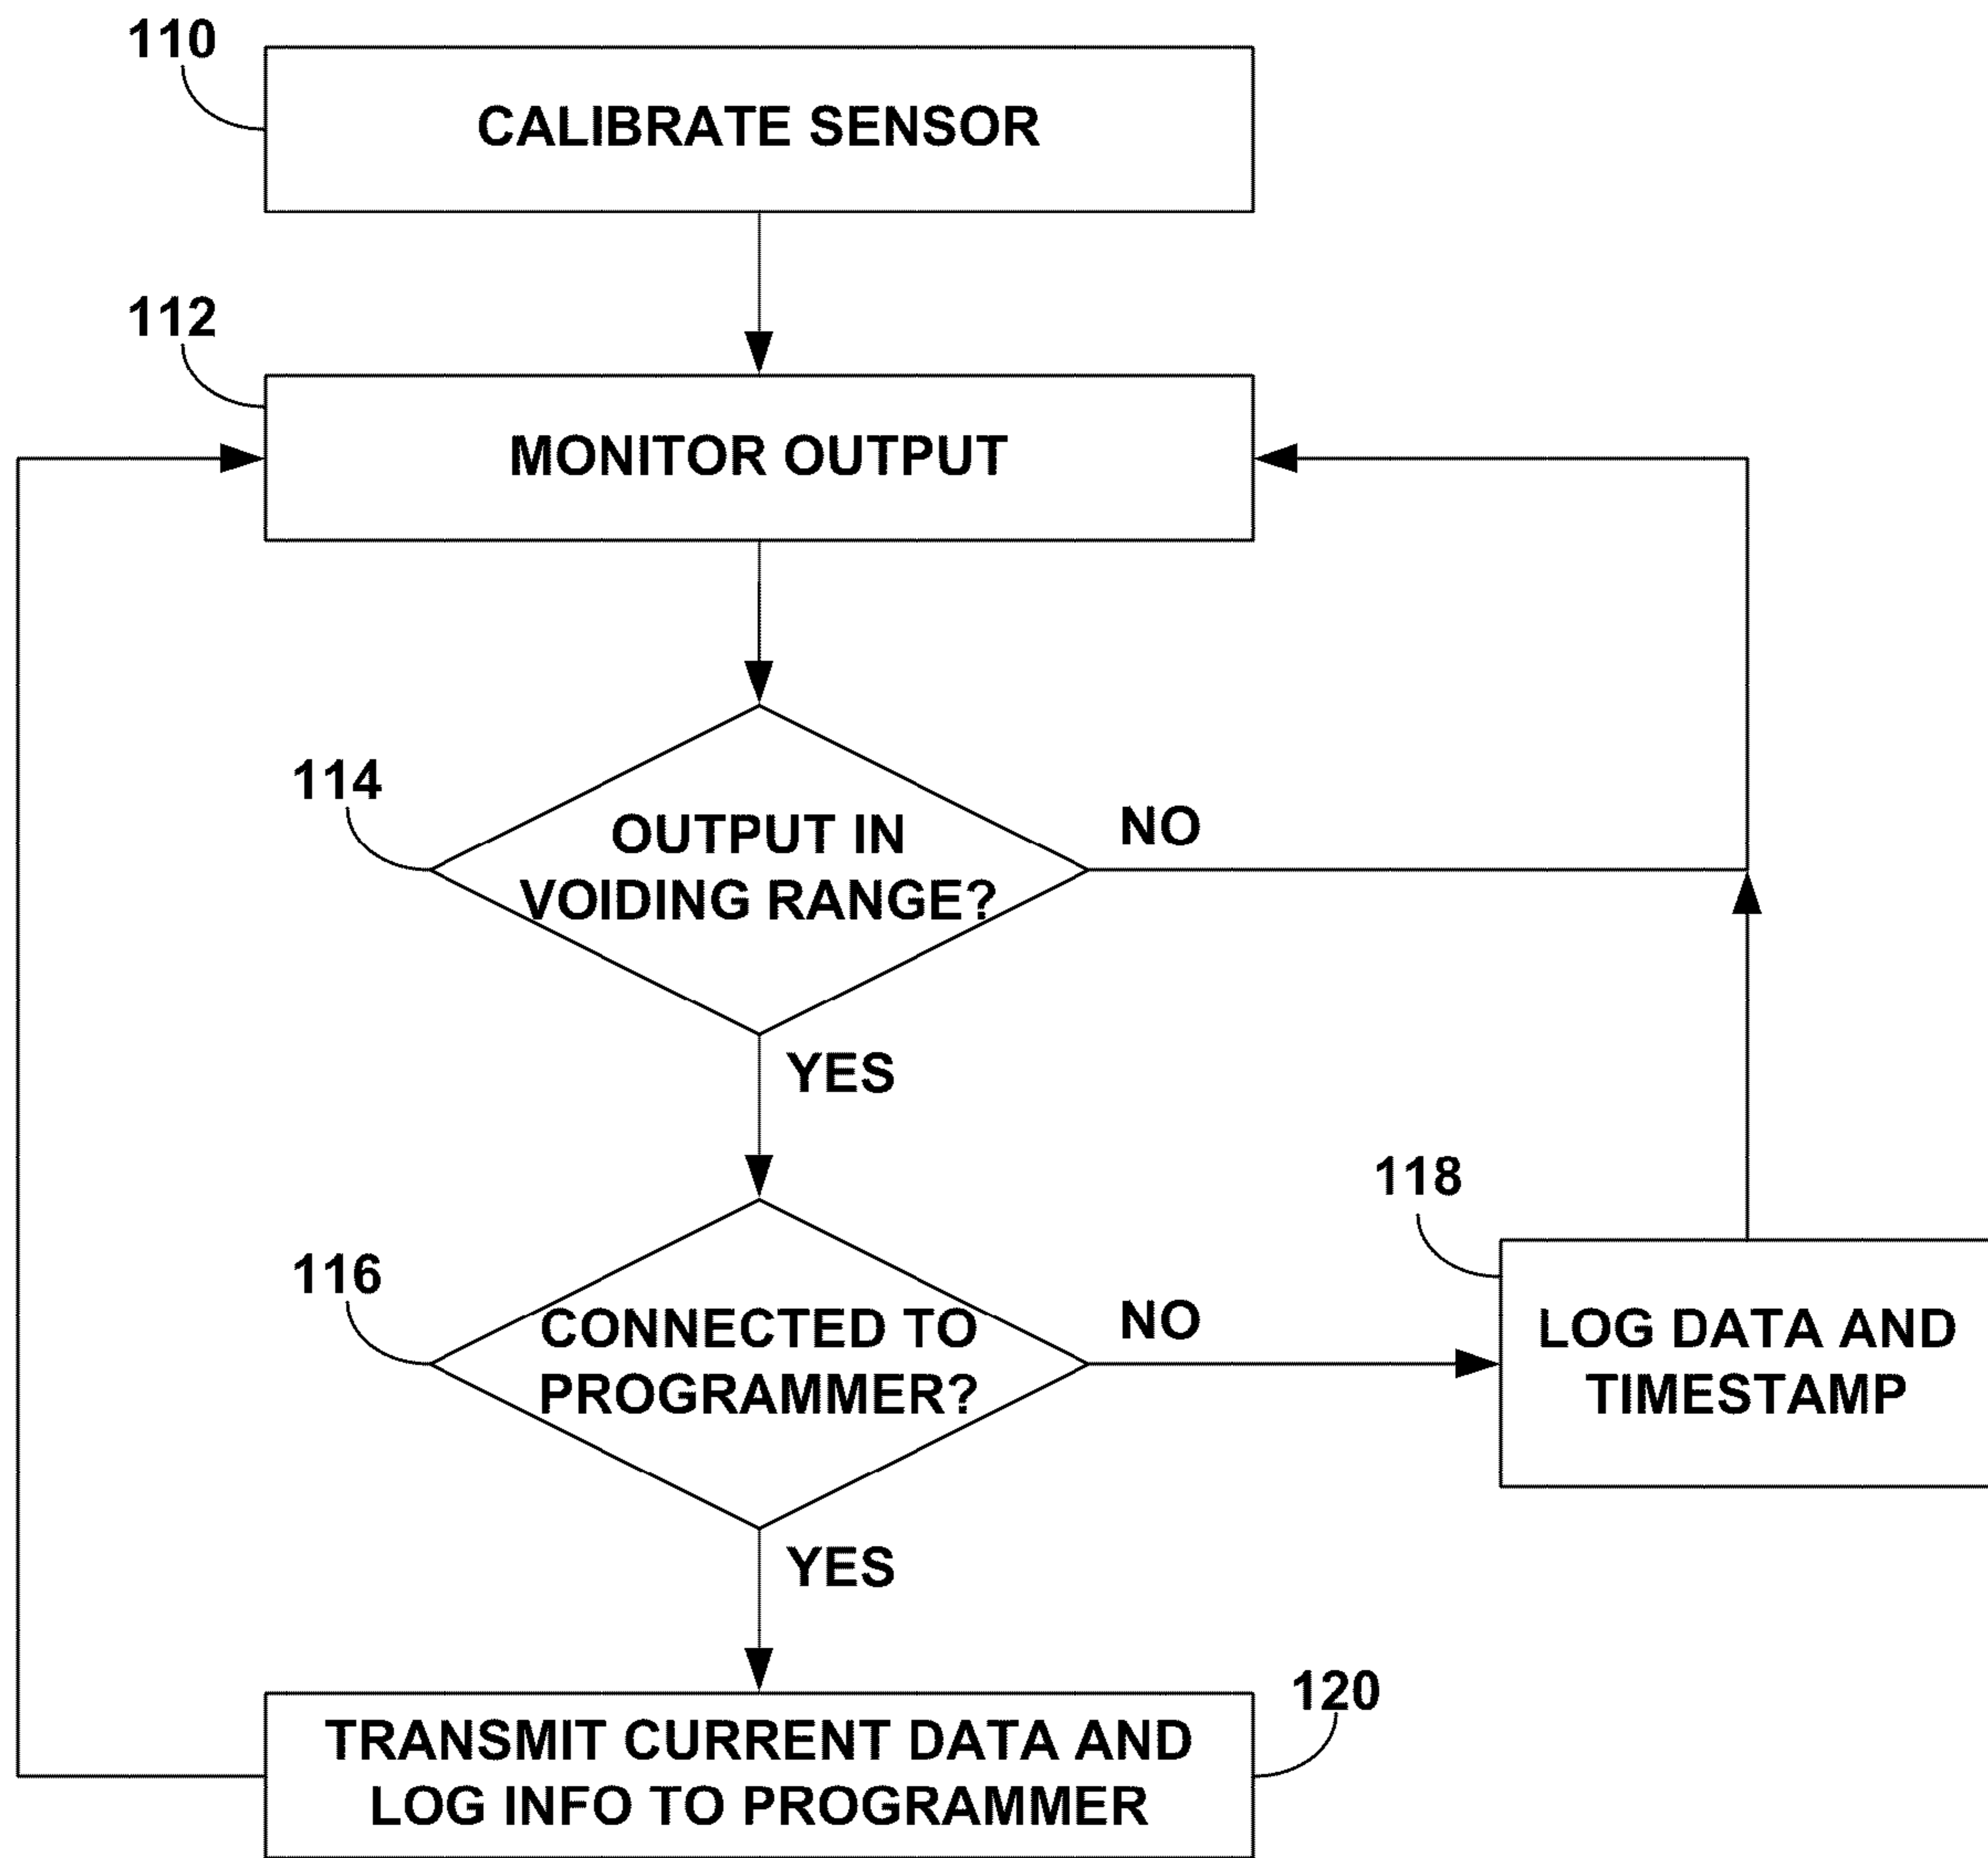 110
CALIBRATE SENSOR
112
MONITOR OUTPUT
114
OUTPUT IN
VOIDING RANGE?
NO
YES
116
CONNECTED TO
PROGRAMMER?
NO
118
LOG DATA AND
TIMESTAMP
YES
120
TRANSMIT CURRENT DATA AND
LOG INFO TO PROGRAMMER